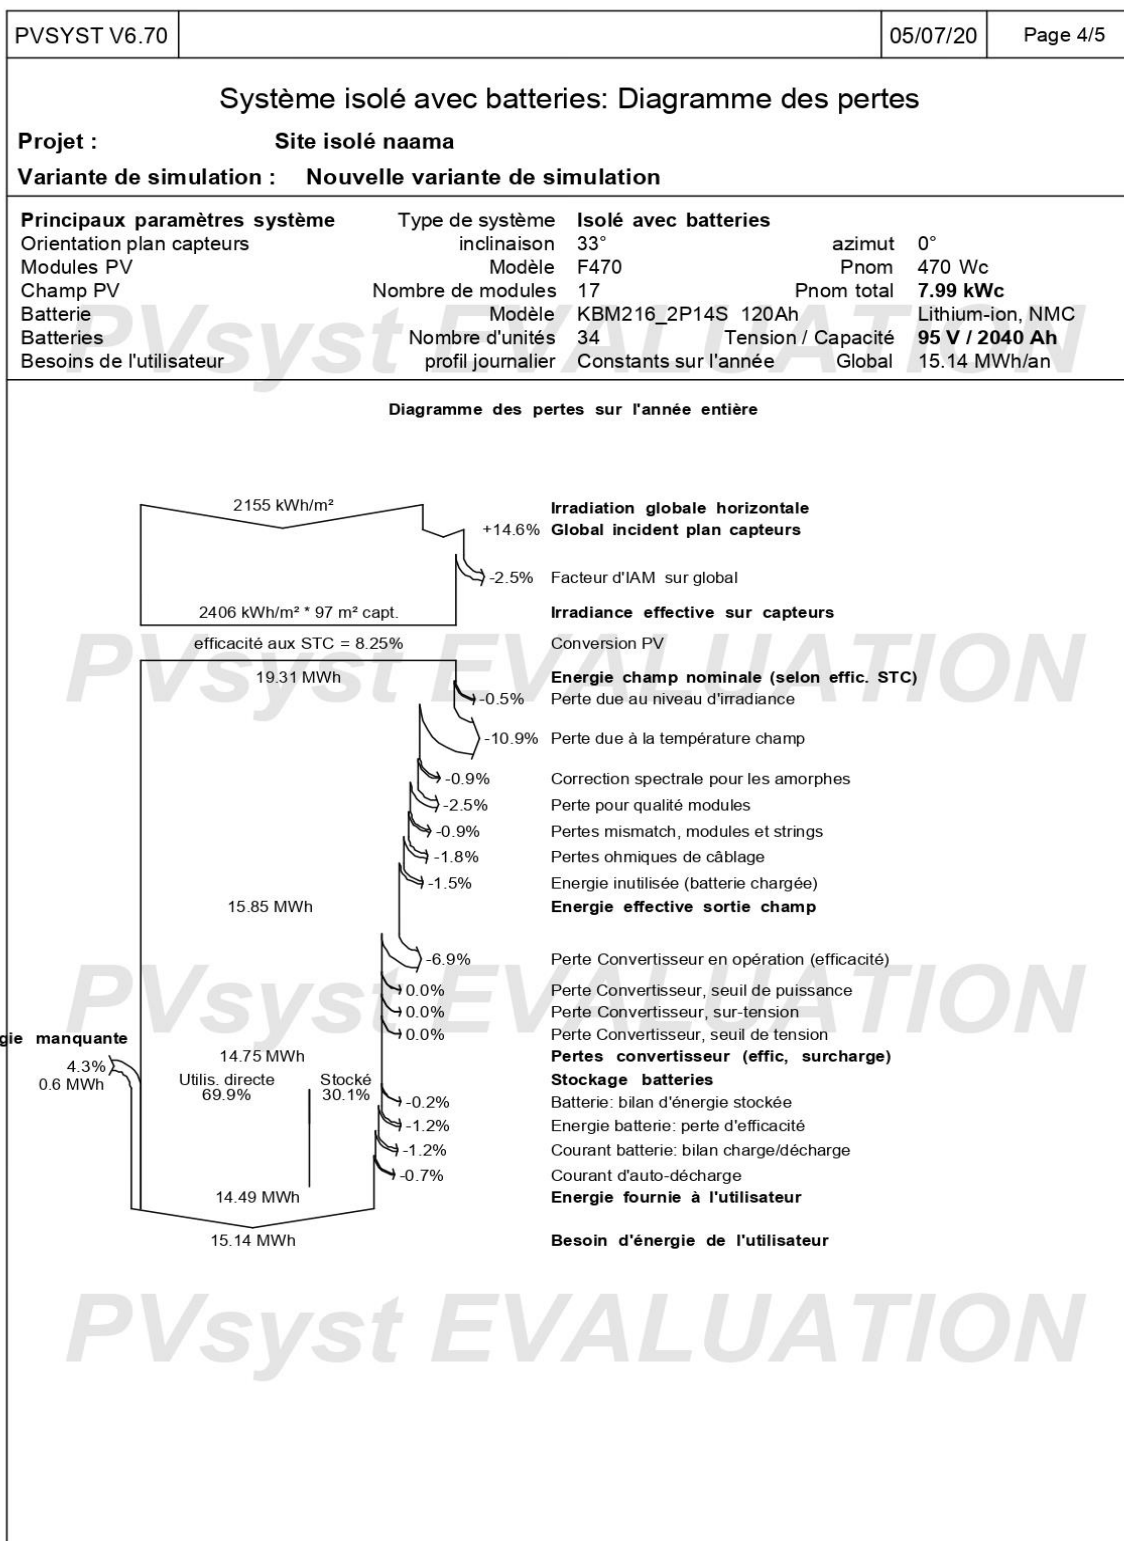 PVSYST V6.70 05/07/20 Page 4/5
Système isolé avec batteries: Diagramme des pertes
Projet : Site isolé naama
Variante de simulation : Nouvelle variante de simulation
Principaux paramètres système Type de système Isolé avec batteries
Orientation plan capteurs inclinaison 33° azimut 0°
Modules PV Modèle F470 Pnom 470 Wc
Champ PV Nombre de modules 17 Pnom total 7.99 kWc
Batterie Modèle KBM216_2P14S 120Ah Lithium-ion, NMC
Batteries Nombre d'unités 34 Tension / Capacité 95 V / 2040 Ah
Besoins de l'utilisateur profil journalier Constants sur l'année Global 15.14 MWh/an
PVsyst EVALUATION
Diagramme des pertes sur l'année entière
2155 kWh/m² Irradiation globale horizontale
+14.6% Global incident plan capteurs
-2.5% Facteur d'IAM sur global
2406 kWh/m² * 97 m² capt. Irradiance effective sur capteurs
efficacité aux STC = 8.25% Conversion PV
PVsyst EVALUATION
19.31 MWh Energie champ nominale (selon effic. STC)
-0.5% Perte due au niveau d'irradiance
-10.9% Perte due à la température champ
-0.9% Correction spectrale pour les amorphes
-2.5% Perte pour qualité modules
-0.9% Pertes mismatch, modules et strings
-1.8% Pertes ohmiques de câblage
-1.5% Energie inutilisée (batterie chargée)
15.85 MWh Energie effective sortie champ
-6.9% Perte Convertisseur en opération (efficacité)
0.0% Perte Convertisseur, seuil de puissance
PVsyst EVALUATION
0.0% Perte Convertisseur, sur-tension
0.0% Perte Convertisseur, seuil de tension
gie manquante
14.75 MWh Pertes convertisseur (effic, surcharge)
4.3%
0.6 MWh
Utilis. directe Stocké Stockage batteries
69.9% 30.1%
-0.2% Batterie: bilan d'énergie stockée
-1.2% Energie batterie: perte d'efficacité
-1.2% Courant batterie: bilan charge/décharge
-0.7% Courant d'auto-décharge
14.49 MWh Energie fournie à l'utilisateur
15.14 MWh Besoin d'énergie de l'utilisateur
PVsyst EVALUATION